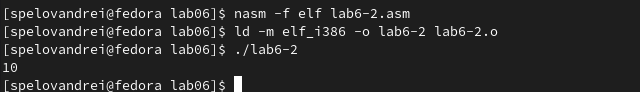 [spelovandrei@fedora lab06]$ nasm -f elf lab6-2.asm
[spelovandrei@fedora lab06]$ ld -m elf_i386 -o lab6-2 lab6-2.o
[spelovandrei@fedora lab06]$ ./lab6-2
10
[spelovandrei@fedora lab06]$